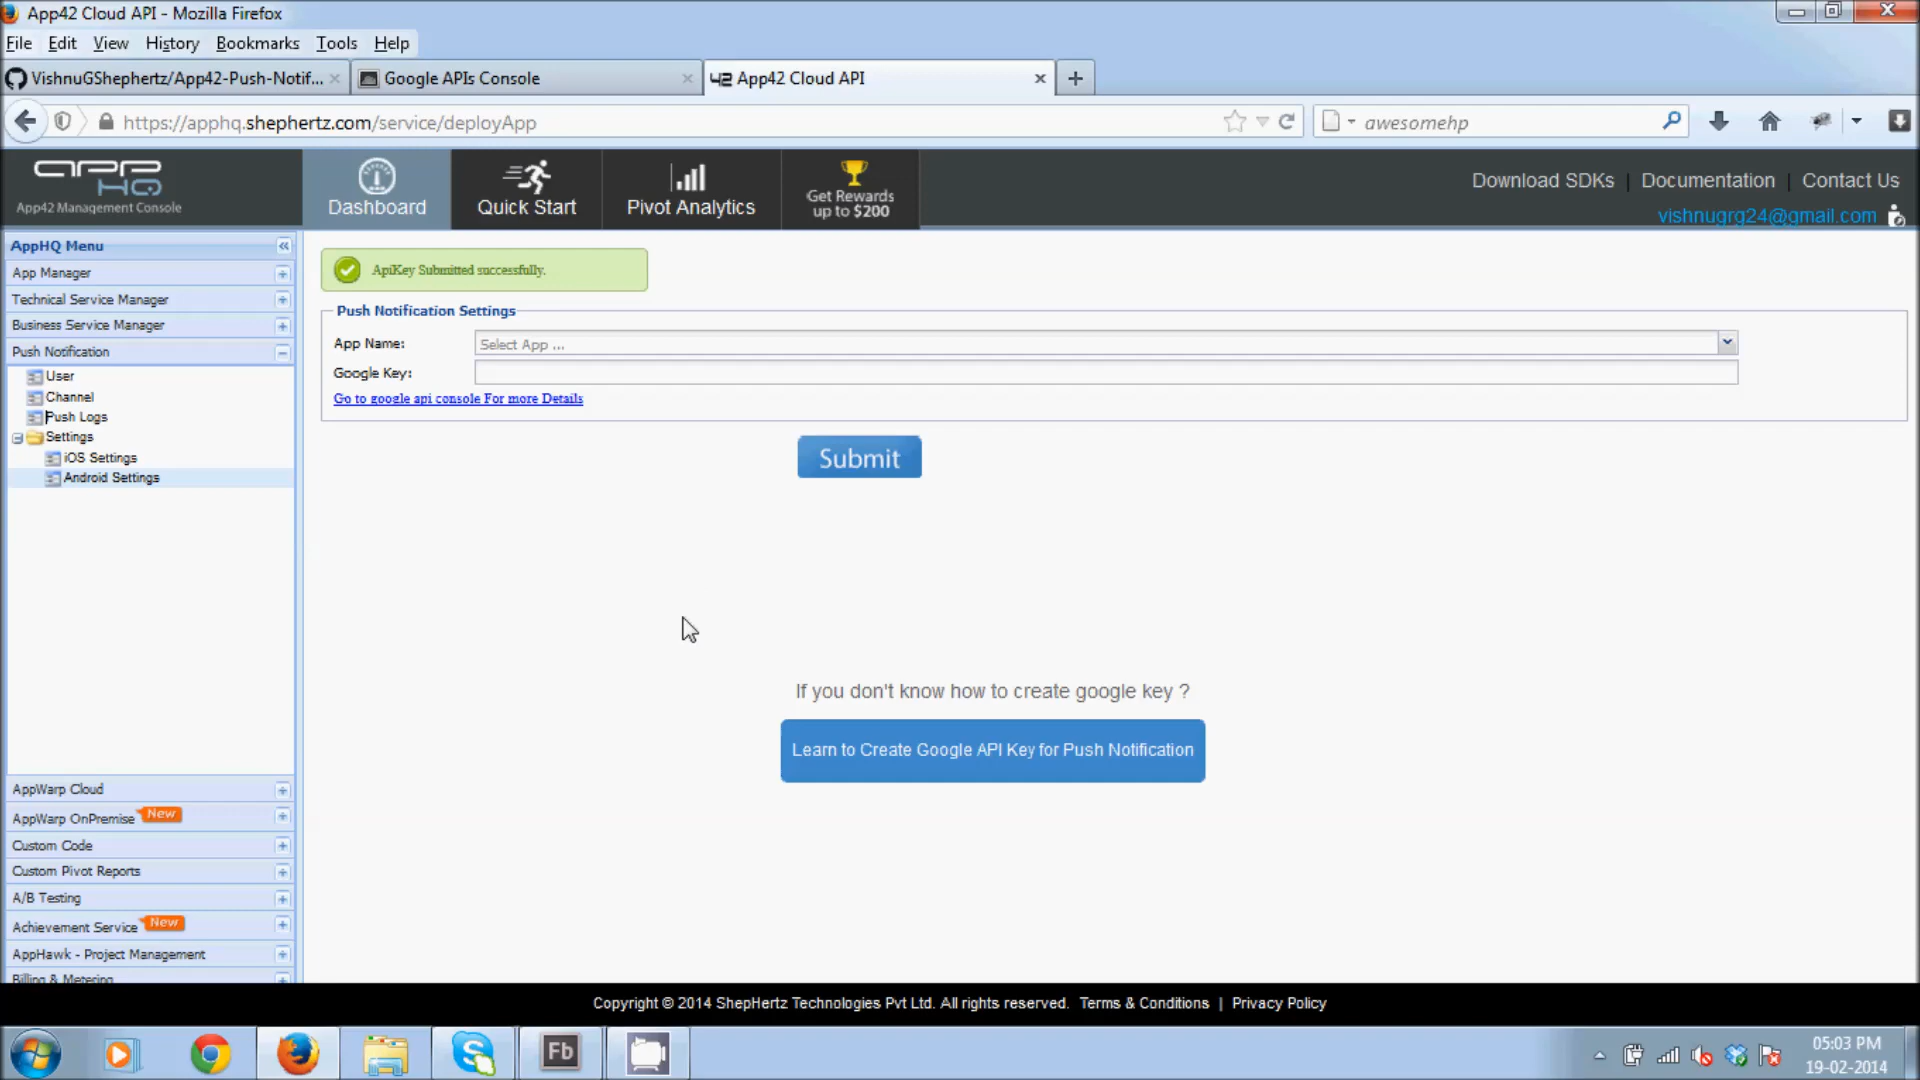 App42 Cloud API - Mozilla Firefox
File Edit View History Bookmarks Tools Help
VishnuGShephertz/App42-Push-Notif...
Google APIs Console
App42 Cloud API
https://apphq.shephertz.com/service/deployApp
awesomehp
APP HQ
App42 Management Console
Dashboard
Quick Start
Pivot Analytics
Get Rewards
up to $200
Download SDKs | Documentation | Contact Us
vishnugrg24@gmail.com
AppHQ Menu
App Manager
Technical Service Manager
Business Service Manager
Push Notification
User
Channel
Push Logs
Settings
iOS Settings
Android Settings
AppWarp Cloud
AppWarp OnPremise New
Custom Code
Custom Pivot Reports
A/B Testing
Achievement Service New
AppHawk - Project Management
Billing & Metering
ApiKey Submitted successfully.
Push Notification Settings
App Name: Select App ...
Google Key:
Go to google api console For more Details
Submit
If you don't know how to create google key ?
Learn to Create Google API Key for Push Notification
Copyright © 2014 ShepHertz Technologies Pvt Ltd. All rights reserved. Terms & Conditions | Privacy Policy
Fb
05:03 PM
19-02-2014